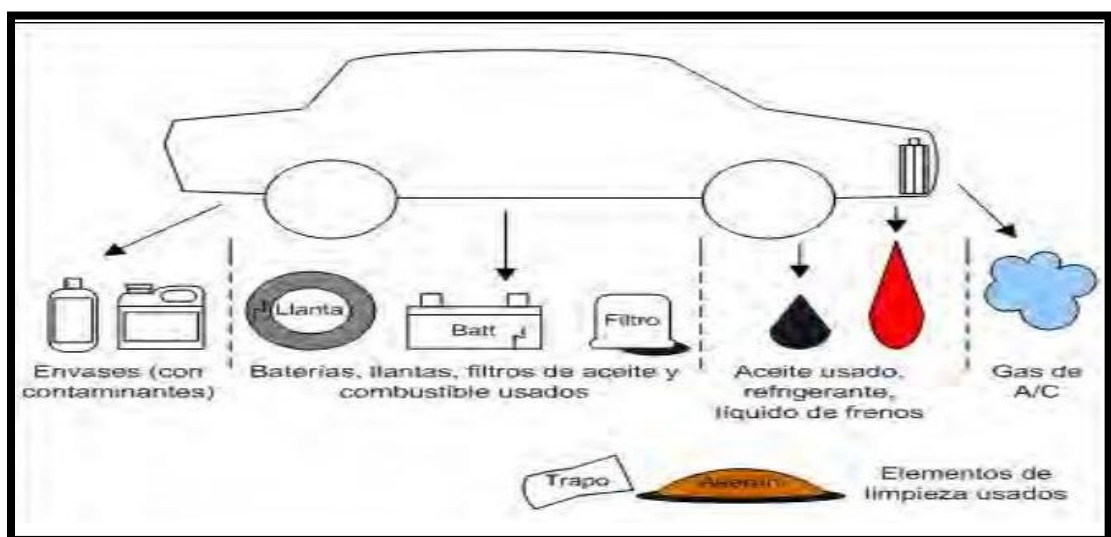 Llanta
Batt
Filtro
Envases (con
contaminantes)
Baterías, llantas, filtros de aceite y
combustible usados
Aceite usado,
refrigerante,
líquido de frenos
Gas de
A/C
Trapo
Aserrín
Elementos de
limpieza usados